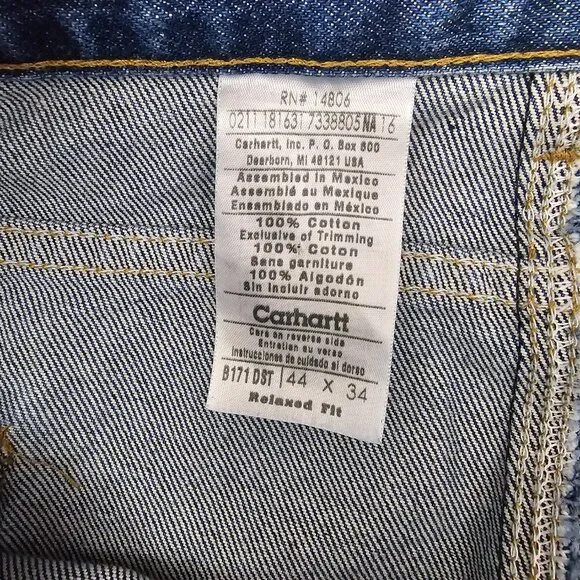 RN# 14806
0211 181631 7338805 NA 16
Carhartt, Inc. P. O. Box 600
Dearborn, MI 48121 USA
Assembled in Mexico
Assemblé au Mexique
Ensamblado en México
100% Cotton
Exclusive of Trimming
100% Coton
Sans garniture
100% Algodón
Sin incluir adorno
Carhartt
Care on reverse side
Entretien au verso
Instrucciones de cuidado al dorso
B171 DST 44 x 34
Relaxed Fit